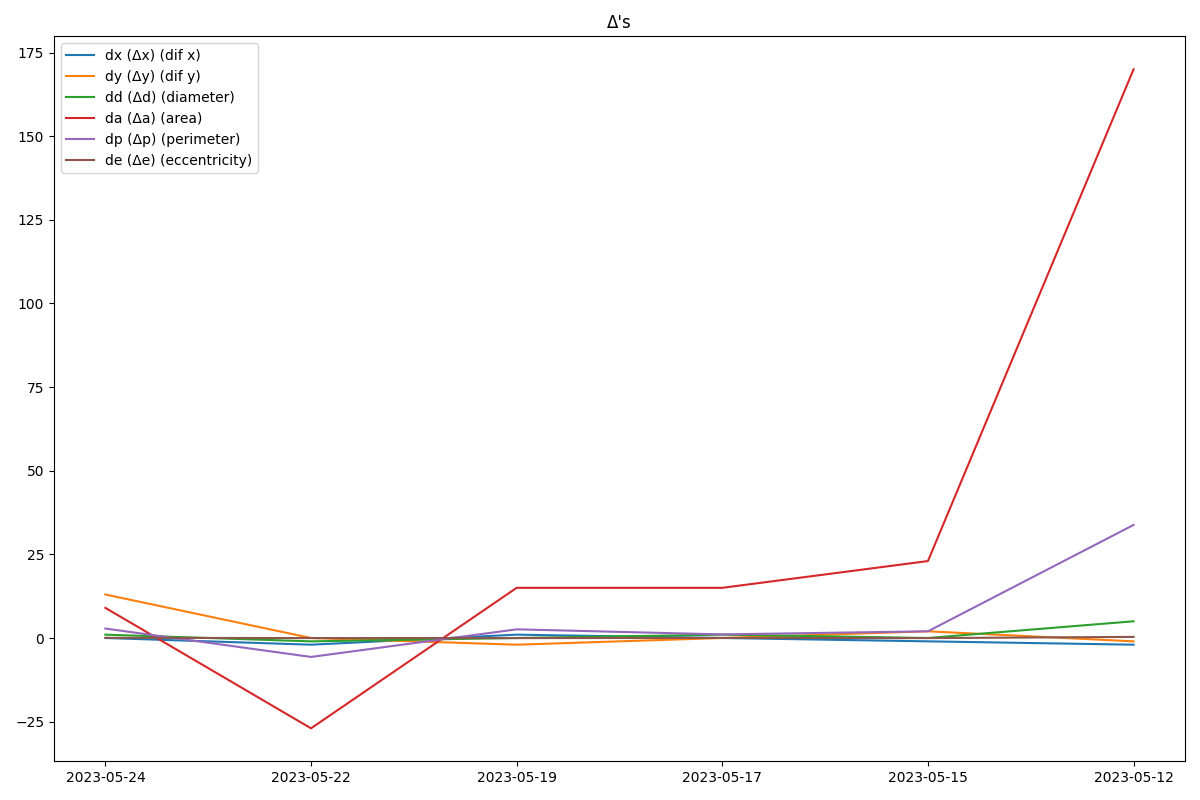 Δ's
dx (Δx) (dif x)
dy (Δy) (dif y)
dd (Δd) (diameter)
da (Δa) (area)
dp (Δp) (perimeter)
de (Δe) (eccentricity)
175
150
125
100
75
50
25
0
−25
2023-05-24 2023-05-22 2023-05-19 2023-05-17 2023-05-15 2023-05-12